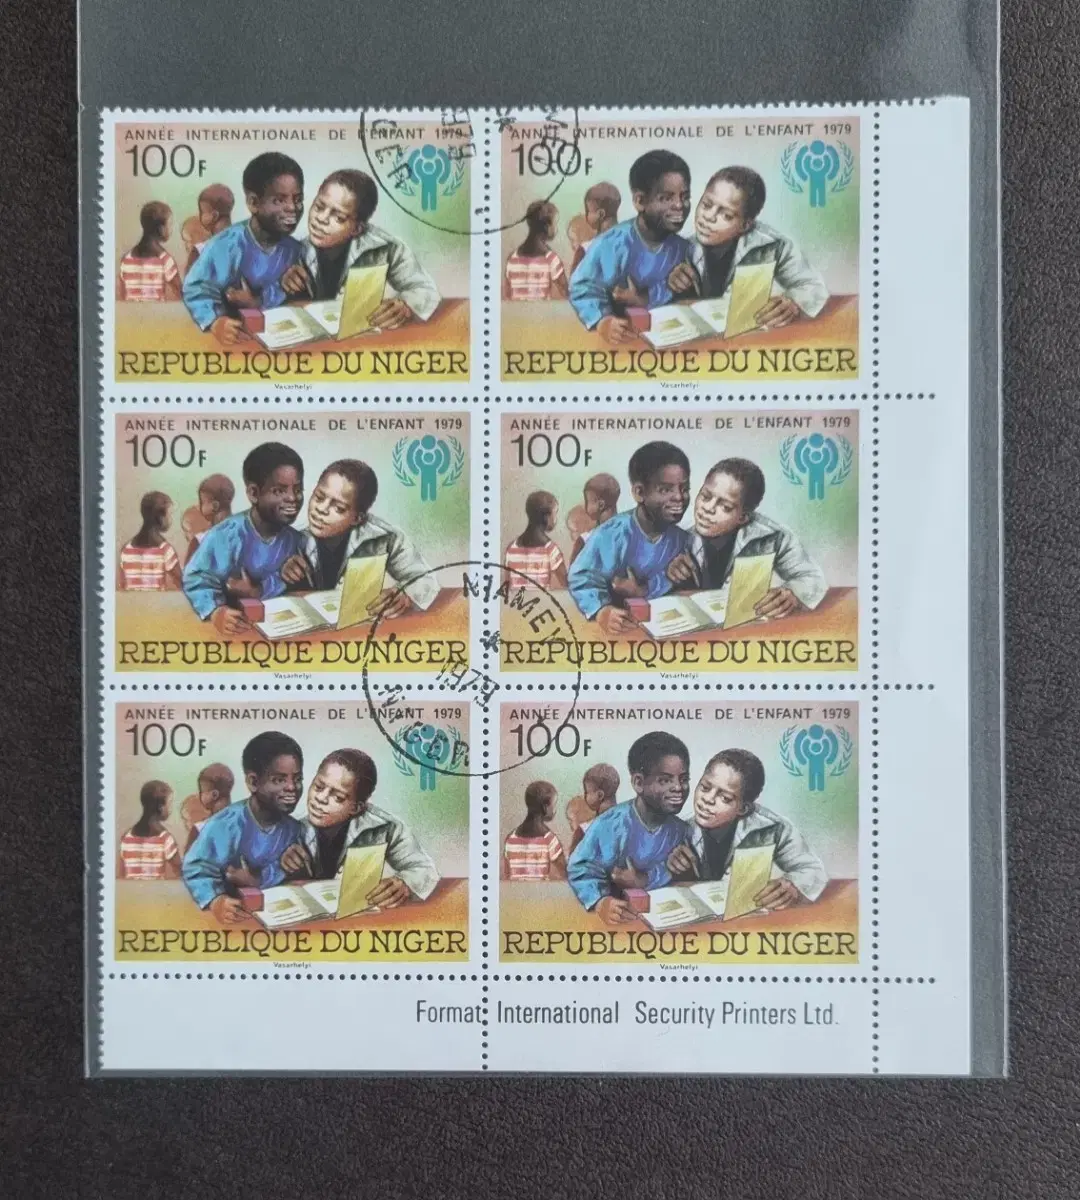 ANNÉE INTERNATIONALE DE L'ENFANT 1979
100F
REPUBLIQUE DU NIGER
Vasarhelyi
ANNÉE INTERNATIONALE DE L'ENFANT 1979
100F
REPUBLIQUE DU NIGER
Vasarhelyi
ANNÉE INTERNATIONALE DE L'ENFANT 1979
100F
REPUBLIQUE DU NIGER
Vasarhelyi
ANNÉE INTERNATIONALE DE L'ENFANT 1979
100F
REPUBLIQUE DU NIGER
Vasarhelyi
NIAMEY
1979
NIGER
ANNÉE INTERNATIONALE DE L'ENFANT 1979
100F
REPUBLIQUE DU NIGER
Vasarhelyi
ANNÉE INTERNATIONALE DE L'ENFANT 1979
100F
REPUBLIQUE DU NIGER
Vasarhelyi
Format International Security Printers Ltd.